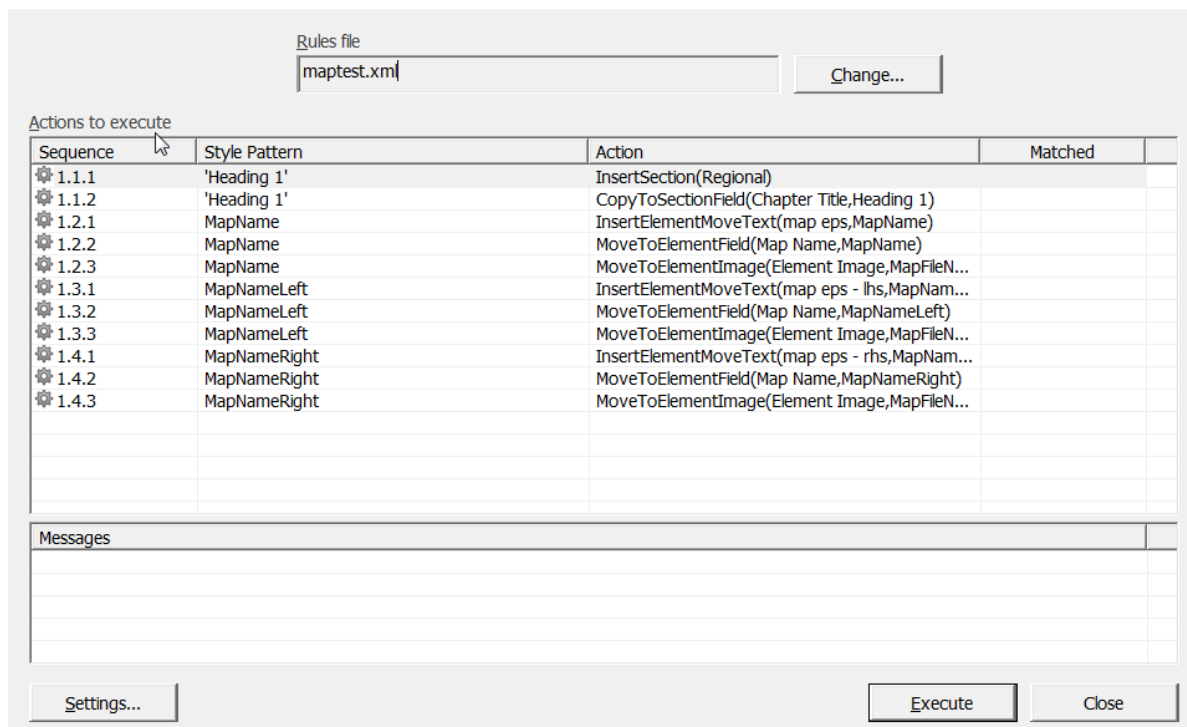 Rules file
maptest.xml
Change...
Actions to execute
Sequence Style Pattern Action Matched
1.1.1 'Heading 1' InsertSection(Regional)
1.1.2 'Heading 1' CopyToSectionField(Chapter Title,Heading 1)
1.2.1 MapName InsertElementMoveText(map eps,MapName)
1.2.2 MapName MoveToElementField(Map Name,MapName)
1.2.3 MapName MoveToElementImage(Element Image,MapFileN...
1.3.1 MapNameLeft InsertElementMoveText(map eps - lhs,MapNam...
1.3.2 MapNameLeft MoveToElementField(Map Name,MapNameLeft)
1.3.3 MapNameLeft MoveToElementImage(Element Image,MapFileN...
1.4.1 MapNameRight InsertElementMoveText(map eps - rhs,MapNam...
1.4.2 MapNameRight MoveToElementField(Map Name,MapNameRight)
1.4.3 MapNameRight MoveToElementImage(Element Image,MapFileN...
Messages
Settings... Execute Close